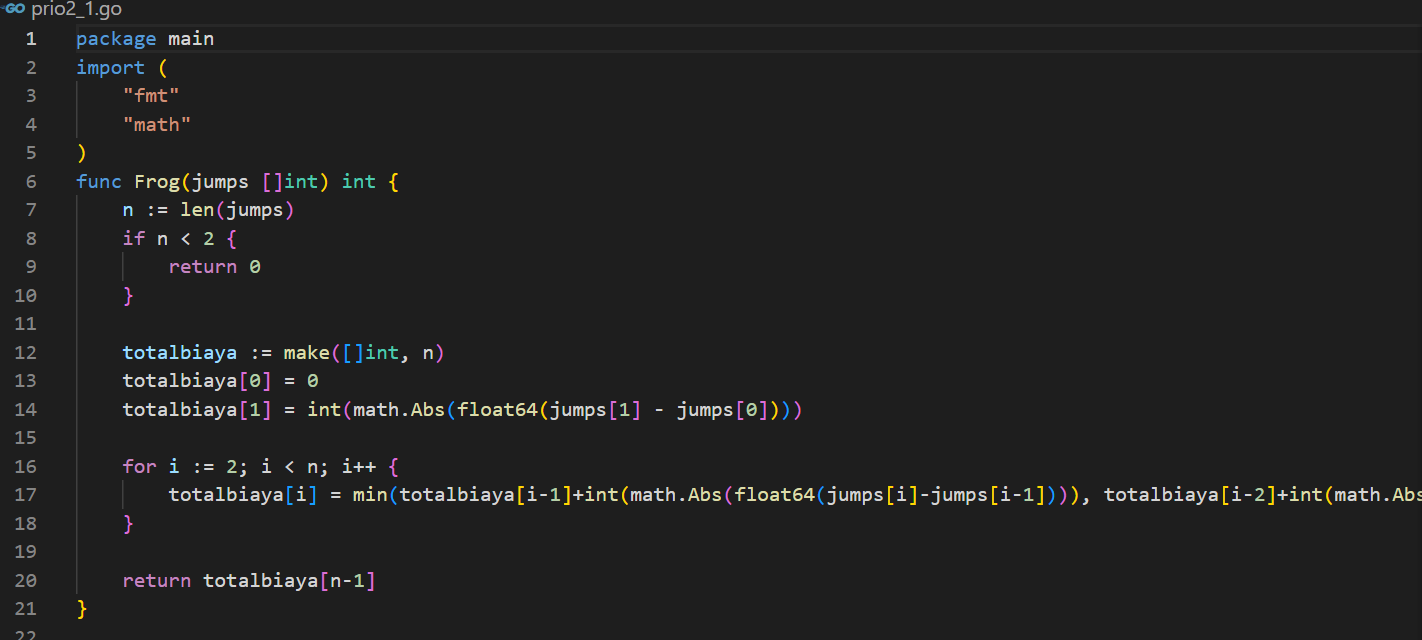 GO prio2_1.go
1 package main
2 import (
3 "fmt"
4 "math"
5 )
6 func Frog(jumps []int) int {
7 n := len(jumps)
8 if n < 2 {
9 return 0
10 }
11
12 totalbiaya := make([]int, n)
13 totalbiaya[0] = 0
14 totalbiaya[1] = int(math.Abs(float64(jumps[1] - jumps[0])))
15
16 for i := 2; i < n; i++ {
17 totalbiaya[i] = min(totalbiaya[i-1]+int(math.Abs(float64(jumps[i]-jumps[i-1]))), totalbiaya[i-2]+int(math.Abs
18 }
19
20 return totalbiaya[n-1]
21 }
22